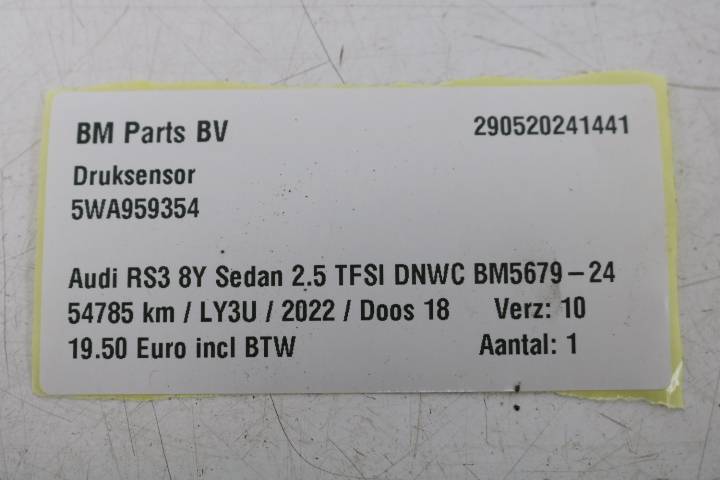 BM Parts BV 290520241441
Druksensor
5WA959354
Audi RS3 8Y Sedan 2.5 TFSI DNWC BM5679-24
54785 km / LY3U / 2022 / Doos 18 Verz: 10
19.50 Euro incl BTW Aantal: 1